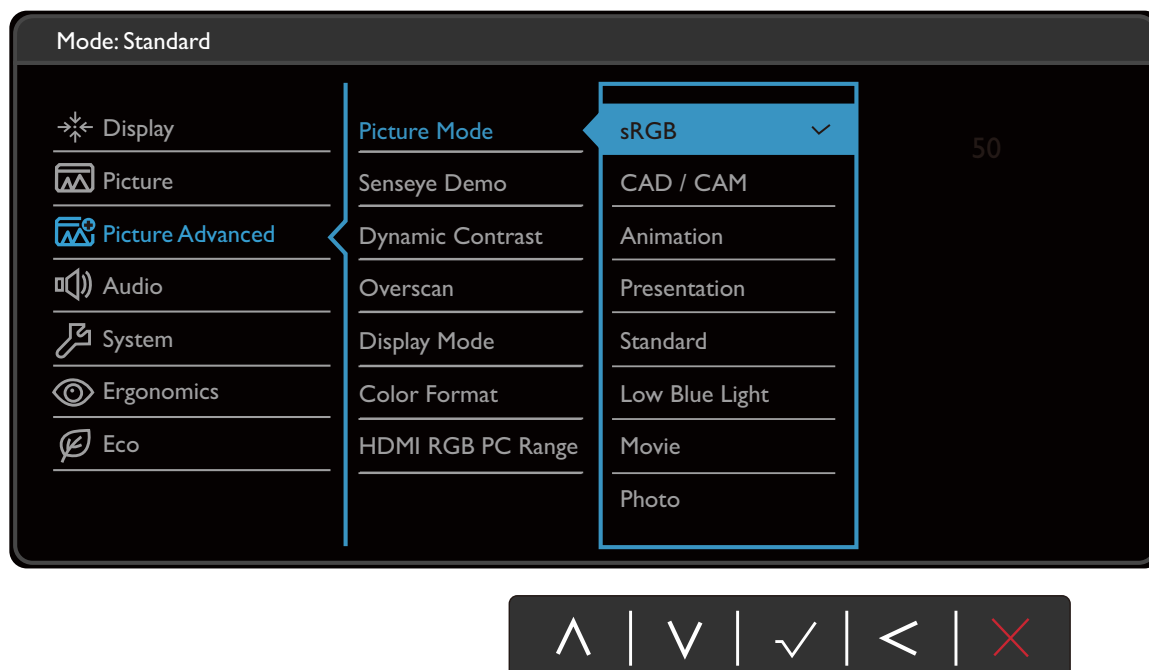 Mode: Standard
Display
Picture
Picture Advanced
Audio
System
Ergonomics
Eco
Picture Mode
Senseye Demo
Dynamic Contrast
Overscan
Display Mode
Color Format
HDMI RGB PC Range
sRGB
CAD / CAM
Animation
Presentation
Standard
Low Blue Light
Movie
Photo
50